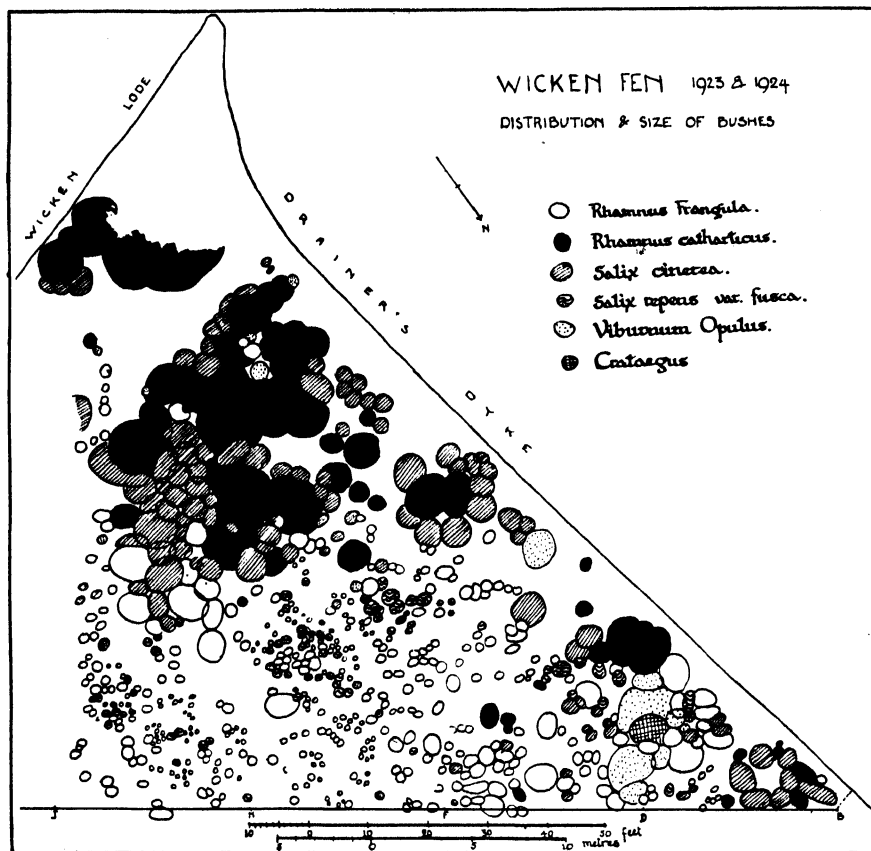 WICKEN FEN 1923 & 1924
DISTRIBUTION & SIZE OF BUSHES
WICKEN LODE
DRAINER'S DYKE
N
Rhamnus Frangula.
Rhamnus catharticus.
Salix cinerea.
Salix repens var. fusca.
Viburnum Opulus.
Crataegus
J H F D B
10 0 10 20 30 40 50 feet
5 0 5 10 metres